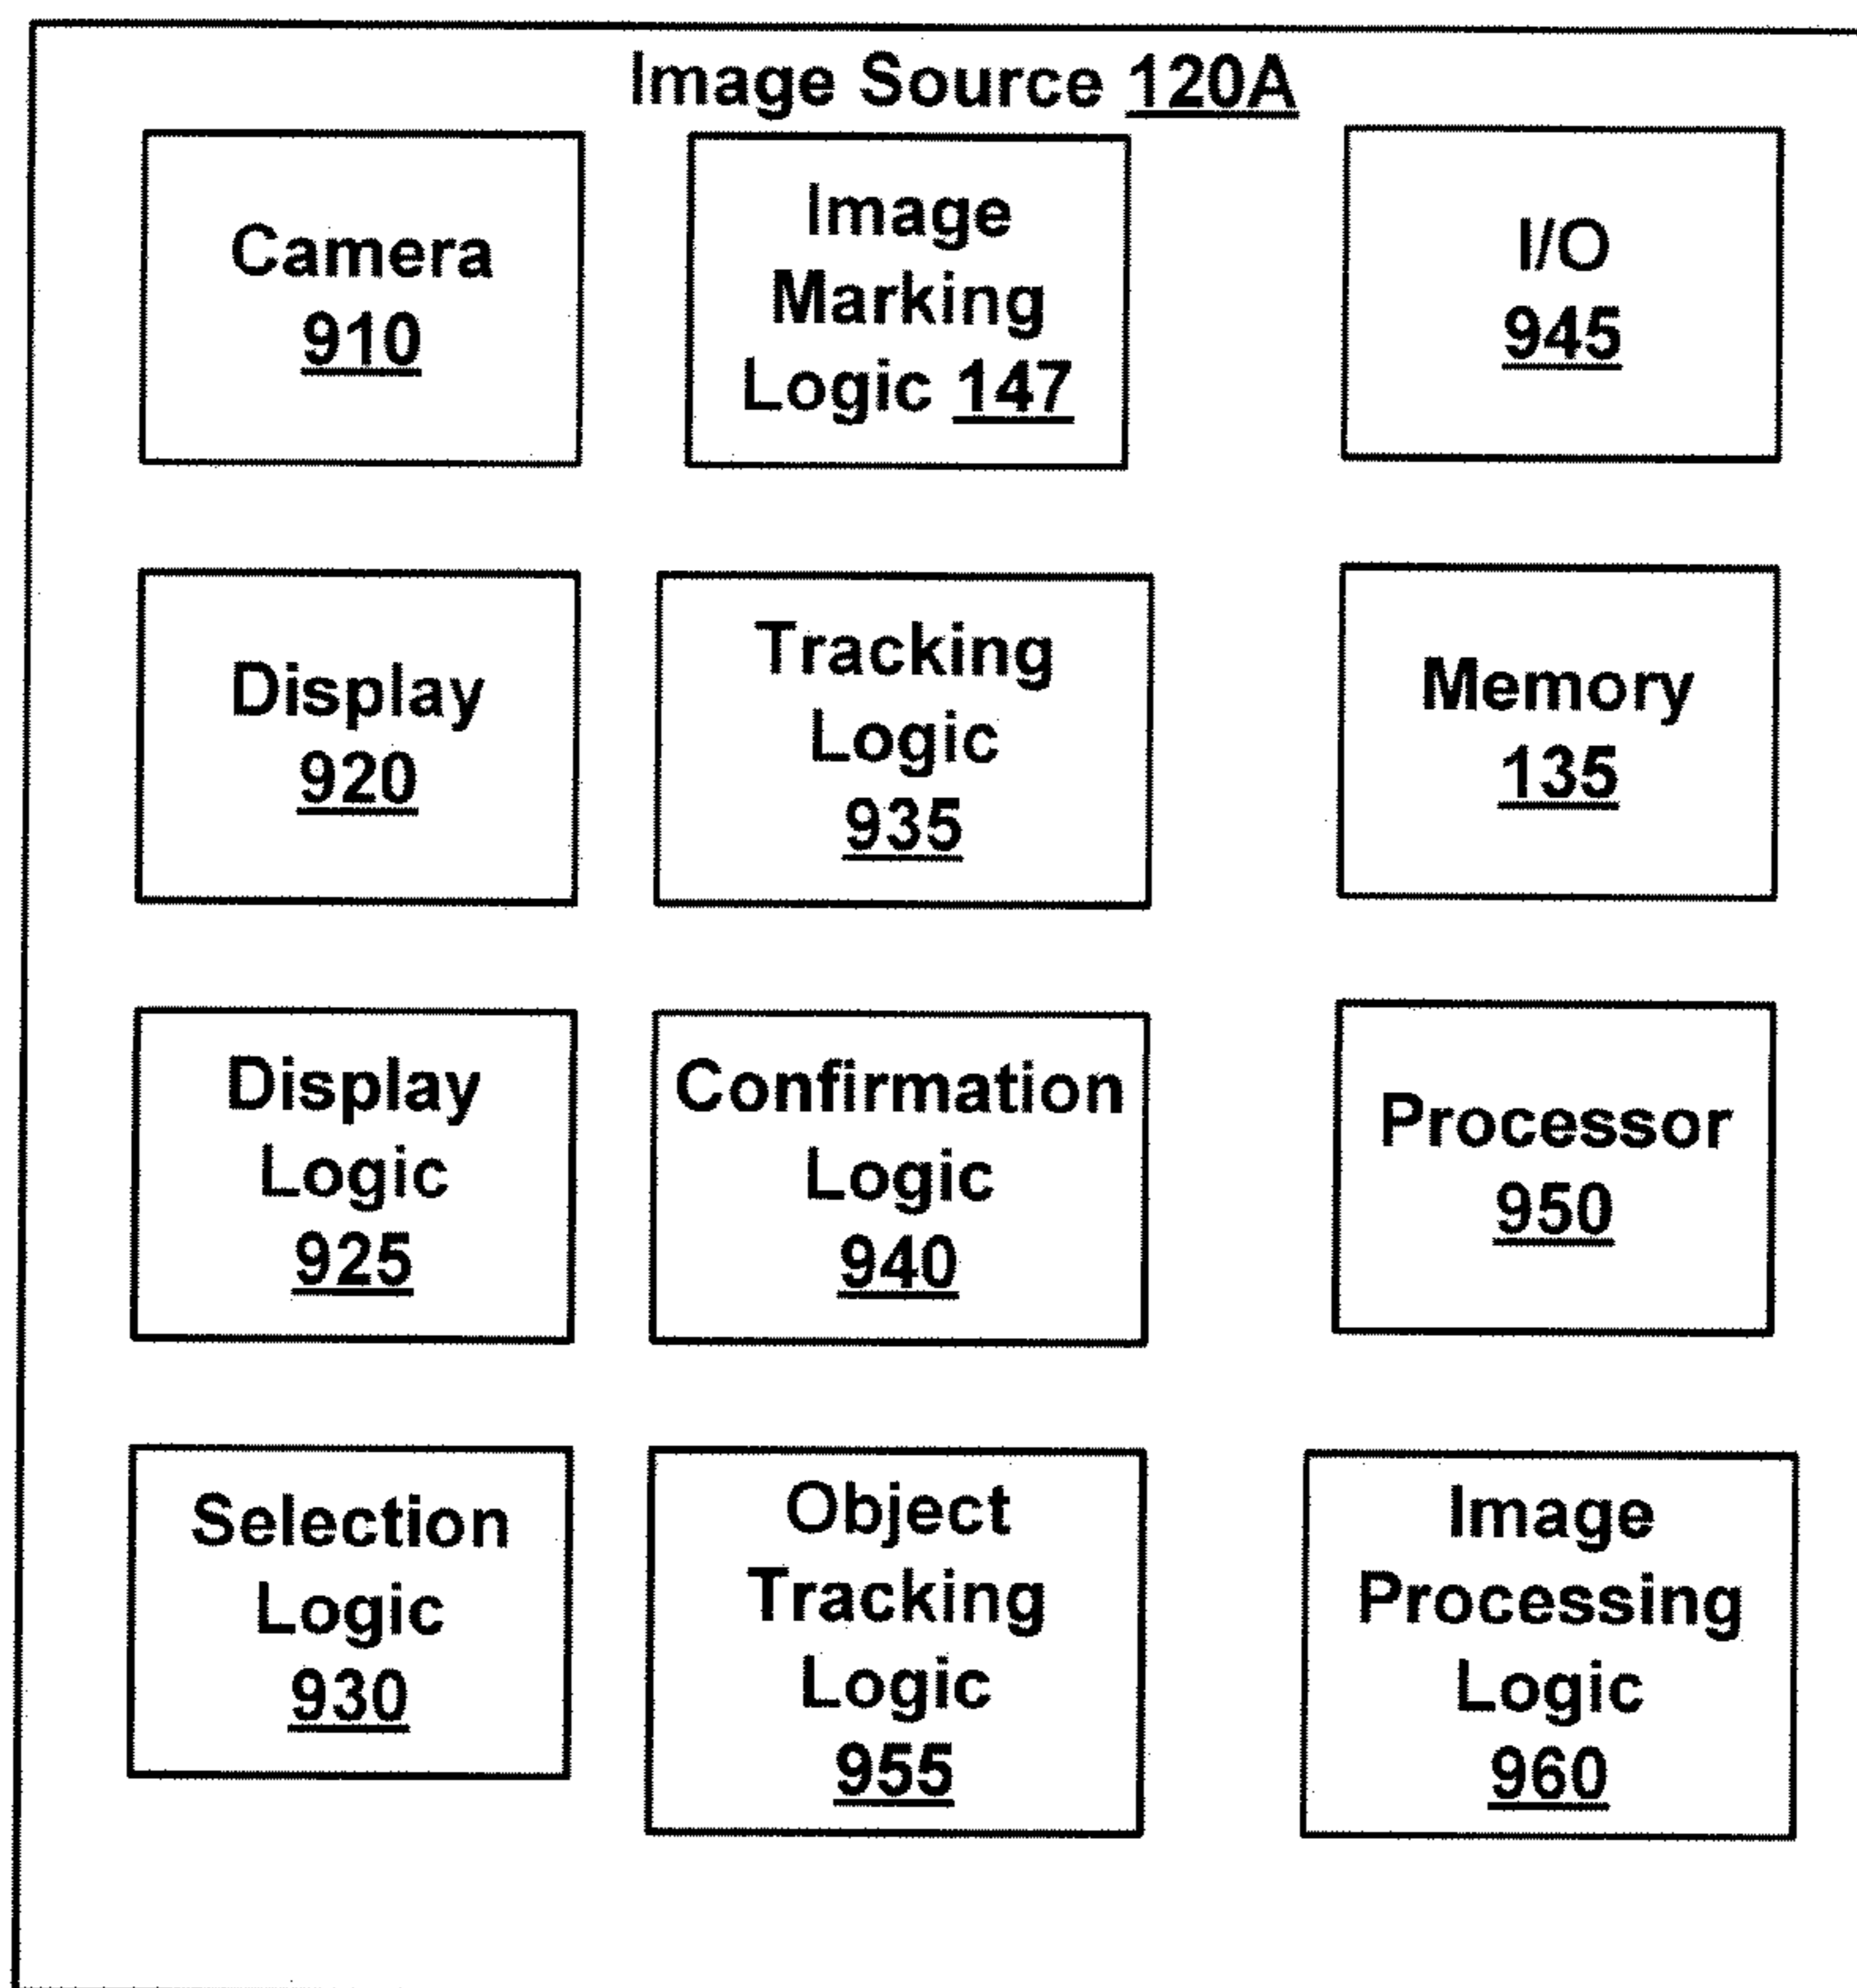 Image Source 120A
Camera
910
Image
Marking
Logic 147
I/O
945
Display
920
Tracking
Logic
935
Memory
135
Display
Logic
925
Confirmation
Logic
940
Processor
950
Selection
Logic
930
Object
Tracking
Logic
955
Image
Processing
Logic
960